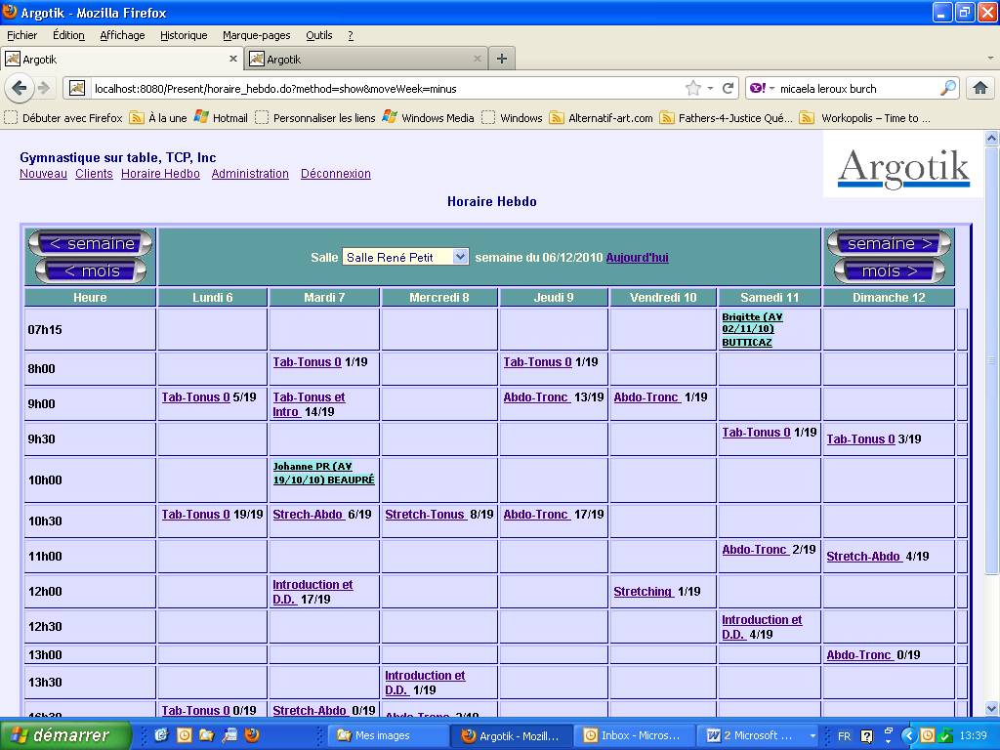 Argotik - Mozilla Firefox
Fichier Édition Affichage Historique Marque-pages Outils ?
Argotik
Argotik
localhost:8080/Present/horaire_hebdo.do?method=show&moveWeek=minus
micaela leroux burch
Débuter avec Firefox À la une Hotmail Personnaliser les liens Windows Media Windows Alternatif-art.com Fathers-4-Justice Qué... Workopolis – Time to ...
Gymnastique sur table, TCP, Inc
Nouveau Clients Horaire Hedbo Administration Déconnexion
Argotik
Horaire Hebdo
< semaine
< mois
Salle Salle René Petit semaine du 06/12/2010 Aujourd'hui
semaine >
mois >
Heure Lundi 6 Mardi 7 Mercredi 8 Jeudi 9 Vendredi 10 Samedi 11 Dimanche 12
07h15
Brigitte (AV
02/11/10)
BUTTICAZ
8h00 Tab-Tonus 0 1/19 Tab-Tonus 0 1/19
9h00 Tab-Tonus 0 5/19 Tab-Tonus et
Intro 14/19
Abdo-Tronc 13/19 Abdo-Tronc 1/19
9h30 Tab-Tonus 0 1/19 Tab-Tonus 0 3/19
10h00
Johanne PR (AV
19/10/10) BEAUPRÉ
10h30 Tab-Tonus 0 19/19 Strech-Abdo 6/19 Stretch-Tonus 8/19 Abdo-Tronc 17/19
11h00 Abdo-Tronc 2/19 Stretch-Abdo 4/19
12h00
Introduction et
D.D. 17/19
Stretching 1/19
12h30
Introduction et
D.D. 4/19
13h00 Abdo-Tronc 0/19
13h30
Introduction et
D.D. 1/19
16h30 Tab-Tonus 0 0/19 Stretch-Abdo 0/19
démarrer Mes images Argotik - Mozill... Inbox - Micros... 2 Microsoft ... FR 13:39